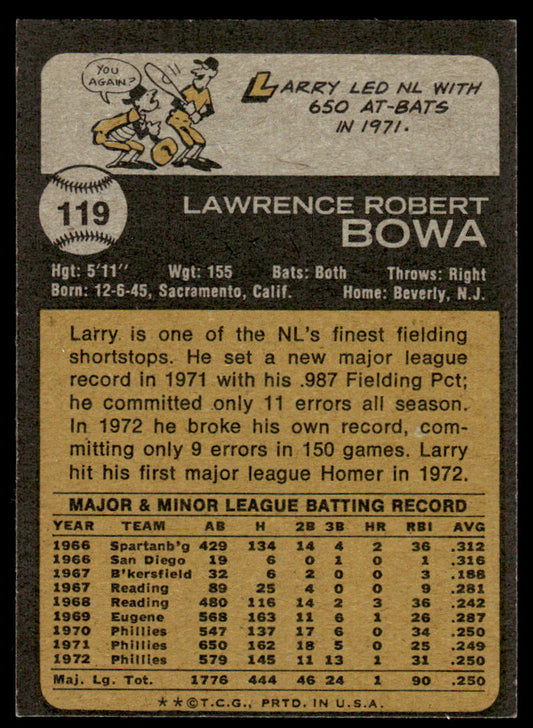 YOU
AGAIN?
LARRY LED NL WITH
650 AT-BATS
IN 1971.
119
LAWRENCE ROBERT
BOWA
Hgt: 5'11" Wgt: 155 Bats: Both Throws: Right
Born: 12-6-45, Sacramento, Calif. Home: Beverly, N.J.
Larry is one of the NL's finest fielding
shortstops. He set a new major league
record in 1971 with his .987 Fielding Pct;
he committed only 11 errors all season.
In 1972 he broke his own record, com-
mitting only 9 errors in 150 games. Larry
hit his first major league Homer in 1972.
MAJOR & MINOR LEAGUE BATTING RECORD
YEAR TEAM AB H 2B 3B HR RBI AVG
1966 Spartanb'g 429 134 14 4 2 36 .312
1966 San Diego 19 6 0 1 0 1 .316
1967 B'kersfield 32 6 2 0 0 3 .188
1967 Reading 89 25 4 0 0 9 .281
1968 Reading 480 116 14 2 3 36 .242
1969 Eugene 568 163 11 6 1 26 .287
1970 Phillies 547 137 17 6 0 34 .250
1971 Phillies 650 162 18 5 0 25 .249
1972 Phillies 579 145 11 13 1 31 .250
Maj. Lg. Tot. 1776 444 46 24 1 90 .250
**©T.C.G., PRTD. IN U.S.A.